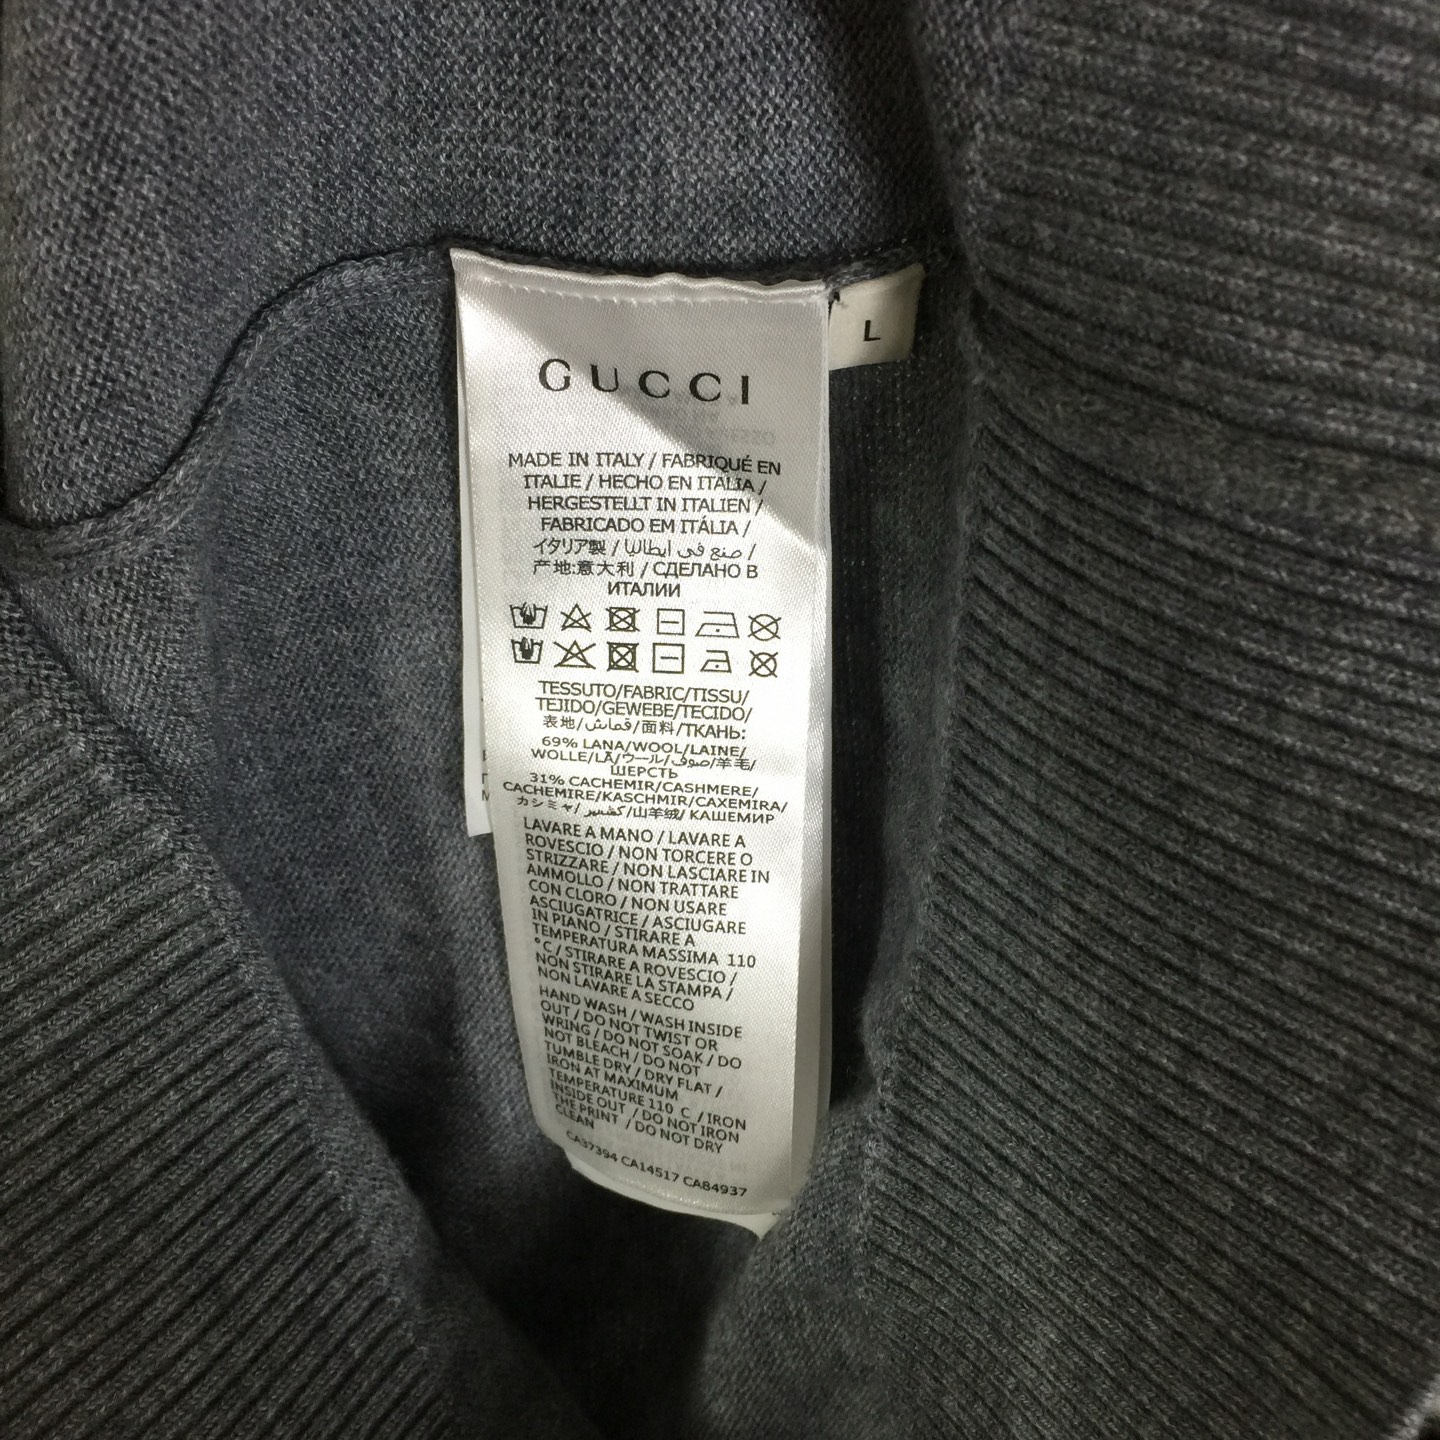 GUCCI
L
MADE IN ITALY / FABRIQUÉ EN
ITALIE / HECHO EN ITALIA /
HERGESTELLT IN ITALIEN /
FABRICADO EM ITÁLIA /
イタリア製 / صنع في ايطاليا /
产地:意大利 / СДЕЛАНО В
ИТАЛИИ
TESSUTO/FABRIC/TISSU/
TEJIDO/GEWEBE/TECIDO/
表地/قماش/面料/ТКАНЬ:
69% LANA/WOOL/LAINE/
WOLLE/LÃ/ウール/صوف/羊毛/
ШЕРСТЬ
31% CACHEMIR/CASHMERE/
CACHEMIRE/KASCHMIR/CAXEMIRA/
カシミヤ/كشمير/山羊绒/КАШЕМИР
LAVARE A MANO / LAVARE A
ROVESCIO / NON TORCERE O
STRIZZARE / NON LASCIARE IN
AMMOLLO / NON TRATTARE
CON CLORO / NON USARE
ASCIUGATRICE / ASCIUGARE
IN PIANO / STIRARE A
TEMPERATURA MASSIMA 110
°C / STIRARE A ROVESCIO /
NON STIRARE LA STAMPA /
NON LAVARE A SECCO
HAND WASH / WASH INSIDE
OUT / DO NOT TWIST OR
WRING / DO NOT SOAK / DO
NOT BLEACH / DO NOT
TUMBLE DRY / DRY FLAT /
IRON AT MAXIMUM
TEMPERATURE 110 C / IRON
INSIDE OUT / DO NOT IRON
THE PRINT / DO NOT DRY
CLEAN
CA37394 CA14517 CA84937